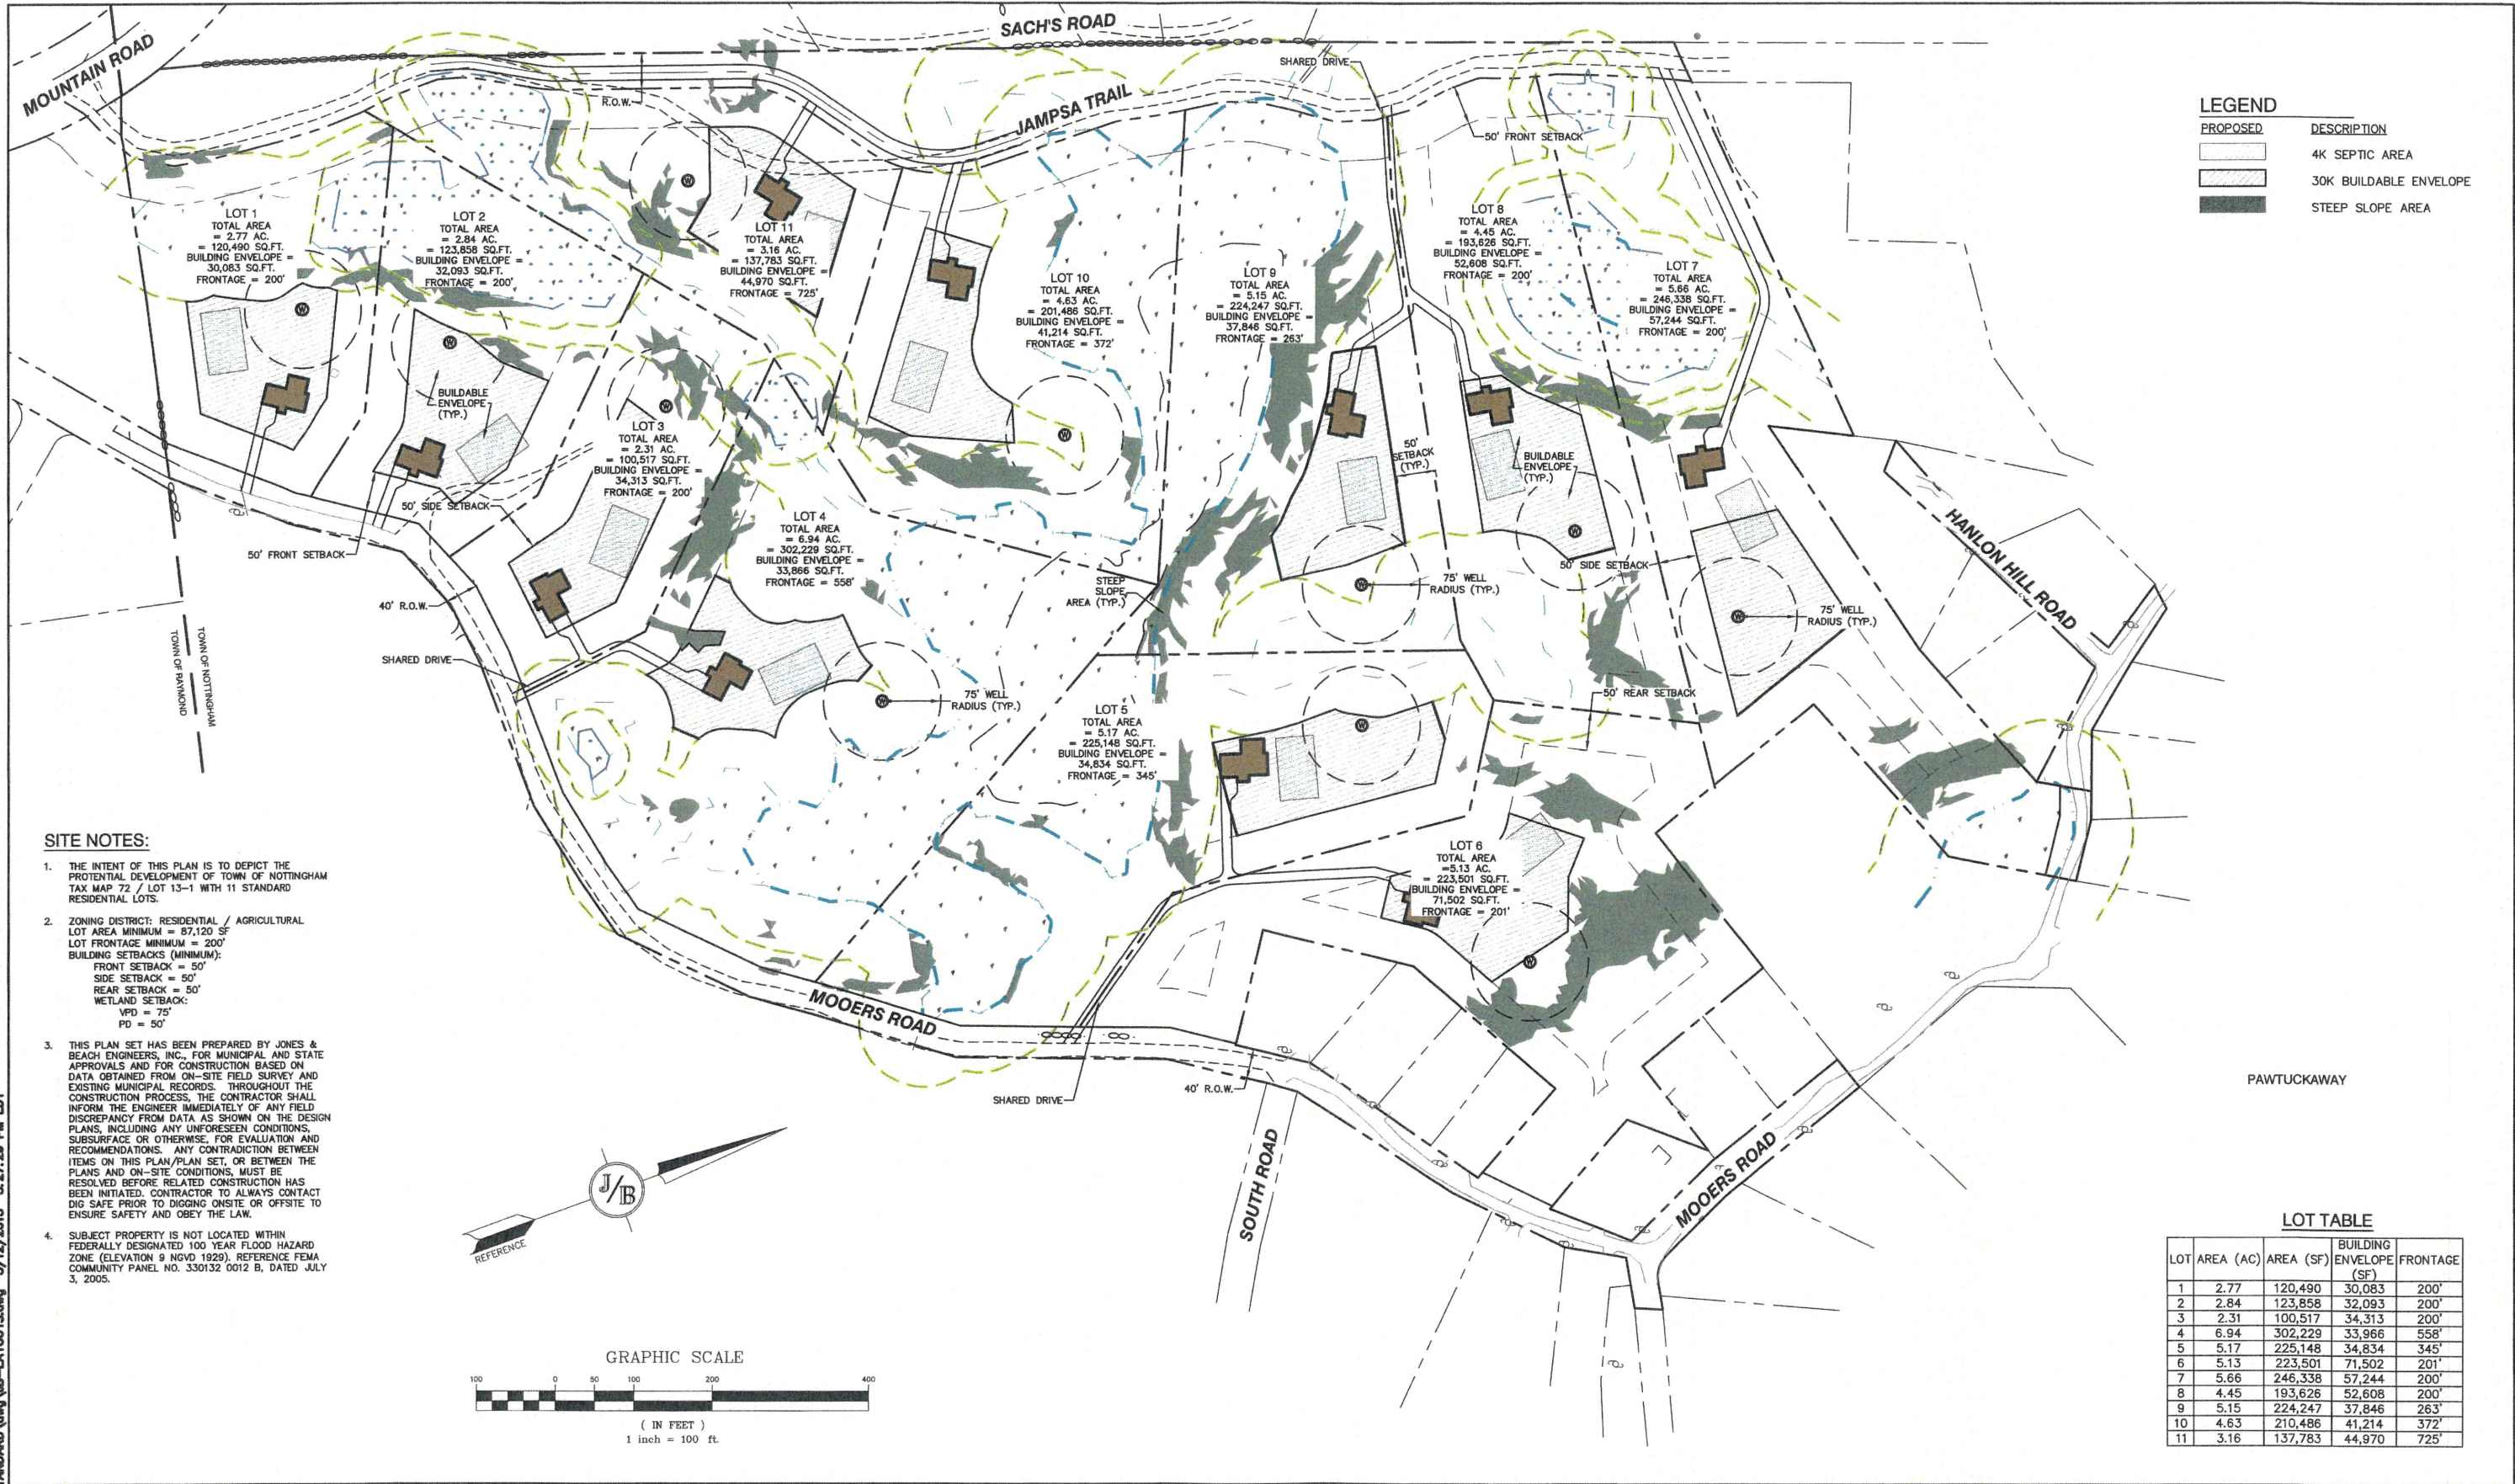 MOUNTAIN ROAD
SACH'S ROAD
SHARED DRIVE
R.O.W.
JAMPSA TRAIL
50' FRONT SETBACK
LEGEND
PROPOSED DESCRIPTION
4K SEPTIC AREA
30K BUILDABLE ENVELOPE
STEEP SLOPE AREA
LOT 1
TOTAL AREA
= 2.77 AC.
= 120,490 SQ.FT.
BUILDING ENVELOPE =
30,083 SQ.FT.
FRONTAGE = 200'
LOT 2
TOTAL AREA
= 2.84 AC.
= 123,858 SQ.FT.
BUILDING ENVELOPE =
32,093 SQ.FT.
FRONTAGE = 200'
LOT 11
TOTAL AREA
= 3.16 AC.
= 137,783 SQ.FT.
BUILDING ENVELOPE =
44,970 SQ.FT.
FRONTAGE = 725'
LOT 10
TOTAL AREA
= 4.63 AC.
= 201,486 SQ.FT.
BUILDING ENVELOPE =
41,214 SQ.FT.
FRONTAGE = 372'
LOT 9
TOTAL AREA
= 5.15 AC.
= 224,247 SQ.FT.
BUILDING ENVELOPE =
37,846 SQ.FT.
FRONTAGE = 263'
LOT 8
TOTAL AREA
= 4.45 AC.
= 193,626 SQ.FT.
BUILDING ENVELOPE =
52,608 SQ.FT.
FRONTAGE = 200'
LOT 7
TOTAL AREA
= 5.66 AC.
= 246,338 SQ.FT.
BUILDING ENVELOPE =
57,244 SQ.FT.
FRONTAGE = 200'
W
W
W
BUILDABLE
ENVELOPE
(TYP.)
W
LOT 3
TOTAL AREA
= 2.31 AC.
= 100,517 SQ.FT.
BUILDING ENVELOPE =
34,313 SQ.FT.
FRONTAGE = 200'
W
50'
SETBACK
(TYP.)
BUILDABLE
ENVELOPE
(TYP.)
W
50' SIDE SETBACK
50' FRONT SETBACK
LOT 4
TOTAL AREA
= 6.94 AC.
= 302,229 SQ.FT.
BUILDING ENVELOPE =
33,866 SQ.FT.
FRONTAGE = 558'
HANLON HILL ROAD
50' SIDE SETBACK
STEEP
SLOPE
AREA (TYP.)
W
75' WELL
RADIUS (TYP.)
W
75' WELL
RADIUS (TYP.)
40' R.O.W.
SHARED DRIVE
TOWN OF NOTTINGHAM
TOWN OF RAYMOND
W
75' WELL
RADIUS (TYP.)
50' REAR SETBACK
LOT 5
TOTAL AREA
= 5.17 AC.
= 225,148 SQ.FT.
BUILDING ENVELOPE =
34,834 SQ.FT.
FRONTAGE = 345'
W
LOT 6
TOTAL AREA
=5.13 AC.
= 223,501 SQ.FT.
BUILDING ENVELOPE =
71,502 SQ.FT.
FRONTAGE = 201'
W
SITE NOTES:
1. THE INTENT OF THIS PLAN IS TO DEPICT THE
PROTENTIAL DEVELOPMENT OF TOWN OF NOTTINGHAM
TAX MAP 72 / LOT 13-1 WITH 11 STANDARD
RESIDENTIAL LOTS.
2. ZONING DISTRICT: RESIDENTIAL / AGRICULTURAL
LOT AREA MINIMUM = 87,120 SF
LOT FRONTAGE MINIMUM = 200'
BUILDING SETBACKS (MINIMUM):
FRONT SETBACK = 50'
SIDE SETBACK = 50'
REAR SETBACK = 50'
WETLAND SETBACK:
VPD = 75'
PD = 50'
3. THIS PLAN SET HAS BEEN PREPARED BY JONES &
BEACH ENGINEERS, INC., FOR MUNICIPAL AND STATE
APPROVALS AND FOR CONSTRUCTION BASED ON
DATA OBTAINED FROM ON-SITE FIELD SURVEY AND
EXISTING MUNICIPAL RECORDS. THROUGHOUT THE
CONSTRUCTION PROCESS, THE CONTRACTOR SHALL
INFORM THE ENGINEER IMMEDIATELY OF ANY FIELD
DISCREPANCY FROM DATA AS SHOWN ON THE DESIGN
PLANS, INCLUDING ANY UNFORESEEN CONDITIONS,
SUBSURFACE OR OTHERWISE, FOR EVALUATION AND
RECOMMENDATIONS. ANY CONTRADICTION BETWEEN
ITEMS ON THIS PLAN/PLAN SET, OR BETWEEN THE
PLANS AND ON-SITE CONDITIONS, MUST BE
RESOLVED BEFORE RELATED CONSTRUCTION HAS
BEEN INITIATED. CONTRACTOR TO ALWAYS CONTACT
DIG SAFE PRIOR TO DIGGING ONSITE OR OFFSITE TO
ENSURE SAFETY AND OBEY THE LAW.
4. SUBJECT PROPERTY IS NOT LOCATED WITHIN
FEDERALLY DESIGNATED 100 YEAR FLOOD HAZARD
ZONE (ELEVATION 9 NGVD 1929). REFERENCE FEMA
COMMUNITY PANEL NO. 330132 0012 B, DATED JULY
3, 2005.
MOOERS ROAD
SHARED DRIVE
40' R.O.W.
SOUTH ROAD
MOOERS ROAD
PAWTUCKAWAY
J/B
REFERENCE
GRAPHIC SCALE
100 0 50 100 200 400
( IN FEET )
1 inch = 100 ft.
LOT TABLE
LOT AREA (AC) AREA (SF) BUILDING ENVELOPE (SF) FRONTAGE
1 2.77 120,490 30,083 200'
2 2.84 123,858 32,093 200'
3 2.31 100,517 34,313 200'
4 6.94 302,229 33,966 558'
5 5.17 225,148 34,834 345'
6 5.13 223,501 71,502 201'
7 5.66 246,338 57,244 200'
8 4.45 193,626 52,608 200'
9 5.15 224,247 37,846 263'
10 4.63 210,486 41,214 372'
11 3.16 137,783 44,970 725'